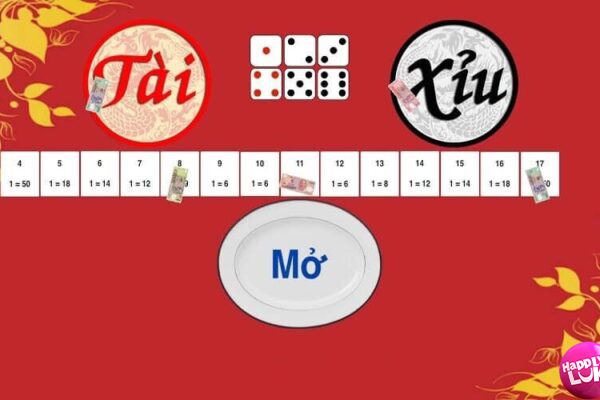 Tài
Xỉu
4 5 6 7 8 9 10 11 12 13 14 15 16 17
1 = 50 1 = 18 1 = 14 1 = 12 1 = 6 1 = 6 1 = 6 1 = 8 1 = 12 1 = 14 1 = 18
Mở
HAPPY
LUK